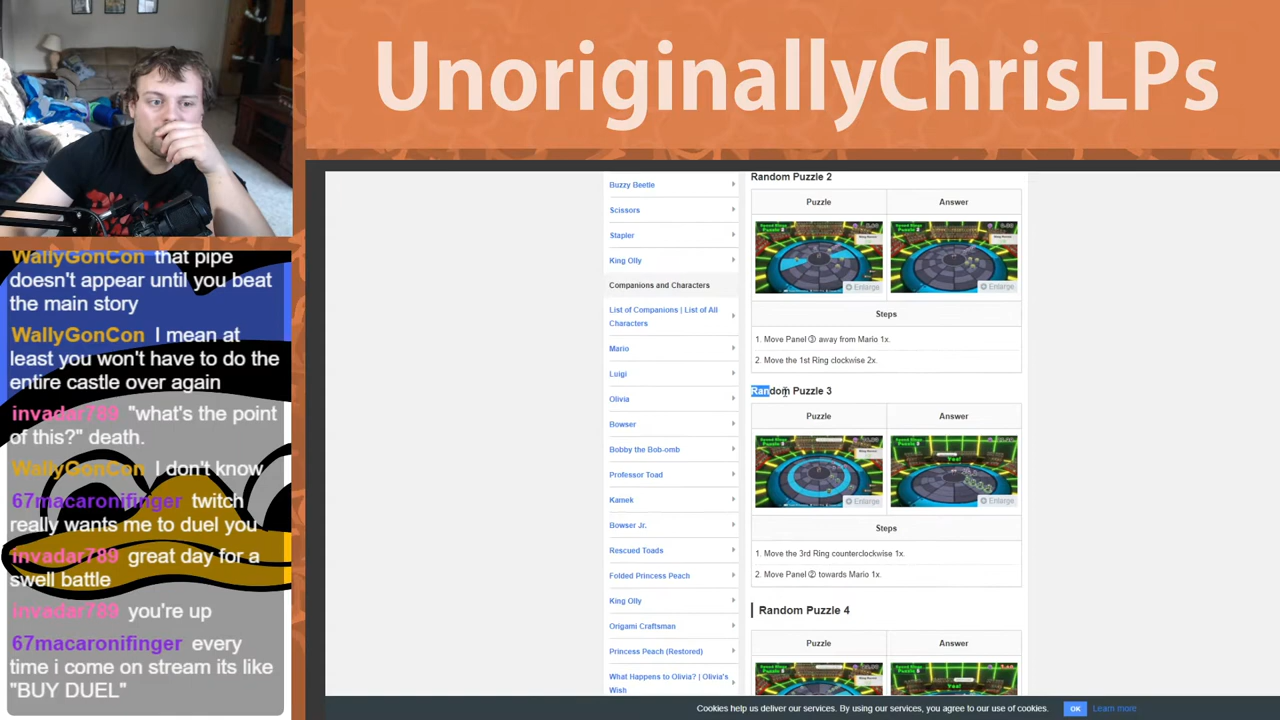 UnoriginallyChrisLPs
WallyGonCon that pipe
doesn't appear until you beat
the main story
WallyGonCon I mean at
least you won't have to do the
entire castle over again
invadar789 "what's the point
of this?" death.
WallyGonCon I don't know
67macaronifinger twitch
really wants me to duel you
invadar789 great day for a
swell battle
invadar789 you're up
67macaronifinger every
time i come on stream its like
"BUY DUEL"
Buzzy Beetle
Scissors
Stapler
King Olly
Companions and Characters
List of Companions | List of All
Characters
Mario
Luigi
Olivia
Bowser
Bobby the Bob-omb
Professor Toad
Kamek
Bowser Jr.
Rescued Toads
Folded Princess Peach
King Olly
Origami Craftsman
Princess Peach (Restored)
What Happens to Olivia? | Olivia's
Wish
Random Puzzle 2
Puzzle Answer
Enlarge Enlarge
Steps
1. Move Panel ③ away from Mario 1x.
2. Move the 1st Ring clockwise 2x.
Random Puzzle 3
Puzzle Answer
Enlarge Enlarge
Steps
1. Move the 3rd Ring counterclockwise 1x.
2. Move Panel ② towards Mario 1x.
Random Puzzle 4
Puzzle Answer
Cookies help us deliver our services. By using our services, you agree to our use of cookies. OK Learn more